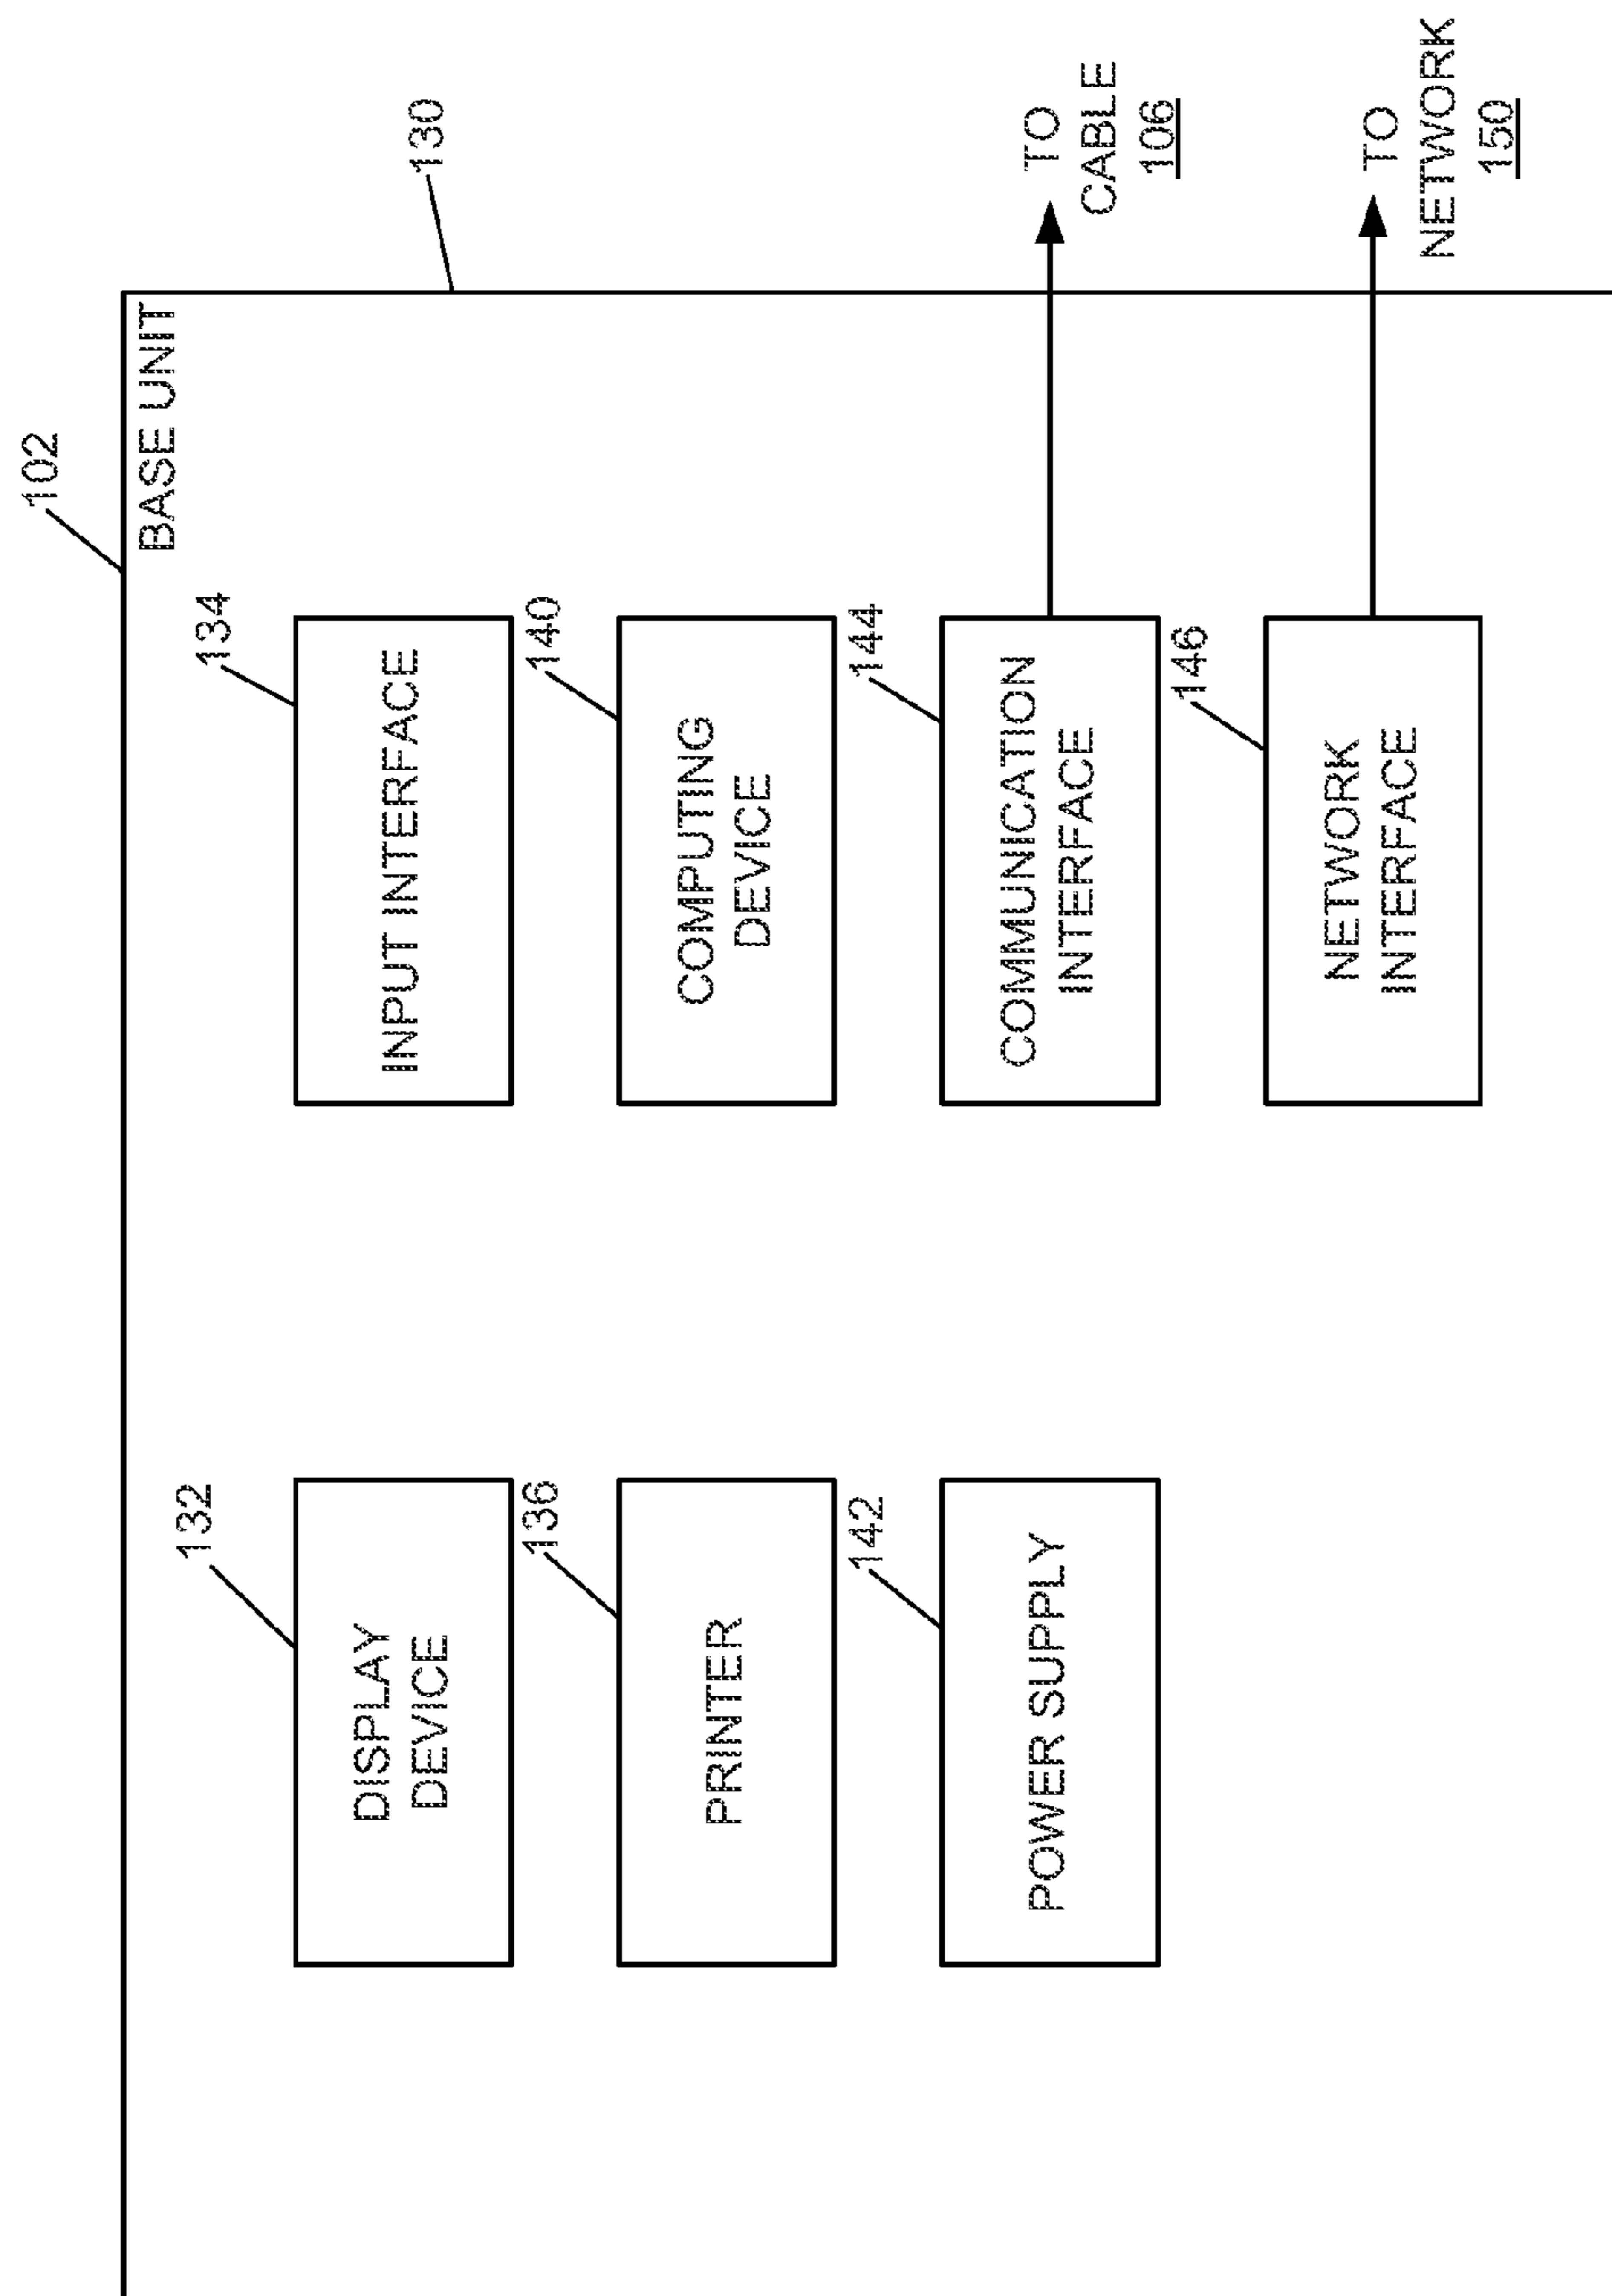 102
BASE UNIT
132
134
DISPLAY
DEVICE
INPUT INTERFACE
130
136
140
PRINTER
COMPUTING
DEVICE
142
144
POWER SUPPLY
COMMUNICATION
INTERFACE
TO
CABLE
106
146
NETWORK
INTERFACE
TO
NETWORK
150